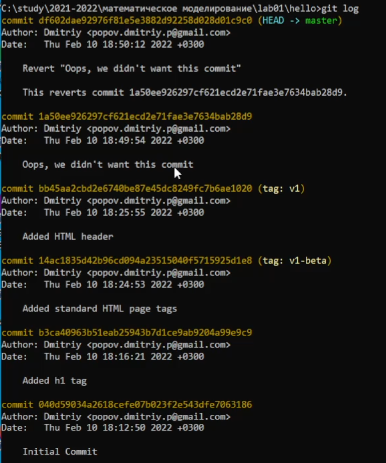 C:\study\2021-2022\математическое моделирование\lab01\hello>git log
commit df602dae92976f81e5e3882d92258d028d01c9c0 (HEAD -> master)
Author: Dmitriy <popov.dmitriy.p@gmail.com>
Date:   Thu Feb 10 18:50:12 2022 +0300
Revert "Oops, we didn't want this commit"
This reverts commit 1a50ee926297cf621ecd2e71fae3e7634bab28d9.
commit 1a50ee926297cf621ecd2e71fae3e7634bab28d9
Author: Dmitriy <popov.dmitriy.p@gmail.com>
Date:   Thu Feb 10 18:49:54 2022 +0300
Oops, we didn't want this commit
commit bb45aa2cbd2e6740be87e45dc8249fc7b6ae1020 (tag: v1)
Author: Dmitriy <popov.dmitriy.p@gmail.com>
Date:   Thu Feb 10 18:25:55 2022 +0300
Added HTML header
commit 14ac1835d42b96cd094a23515040f5715925d1e8 (tag: v1-beta)
Author: Dmitriy <popov.dmitriy.p@gmail.com>
Date:   Thu Feb 10 18:24:53 2022 +0300
Added standard HTML page tags
commit b3ca40963b51eab25943b7d1ce9ab9204a99e9c9
Author: Dmitriy <popov.dmitriy.p@gmail.com>
Date:   Thu Feb 10 18:16:21 2022 +0300
Added h1 tag
commit 040d59034a2618cefe07b023f2e543dfe7063186
Author: Dmitriy <popov.dmitriy.p@gmail.com>
Date:   Thu Feb 10 18:12:50 2022 +0300
Initial Commit